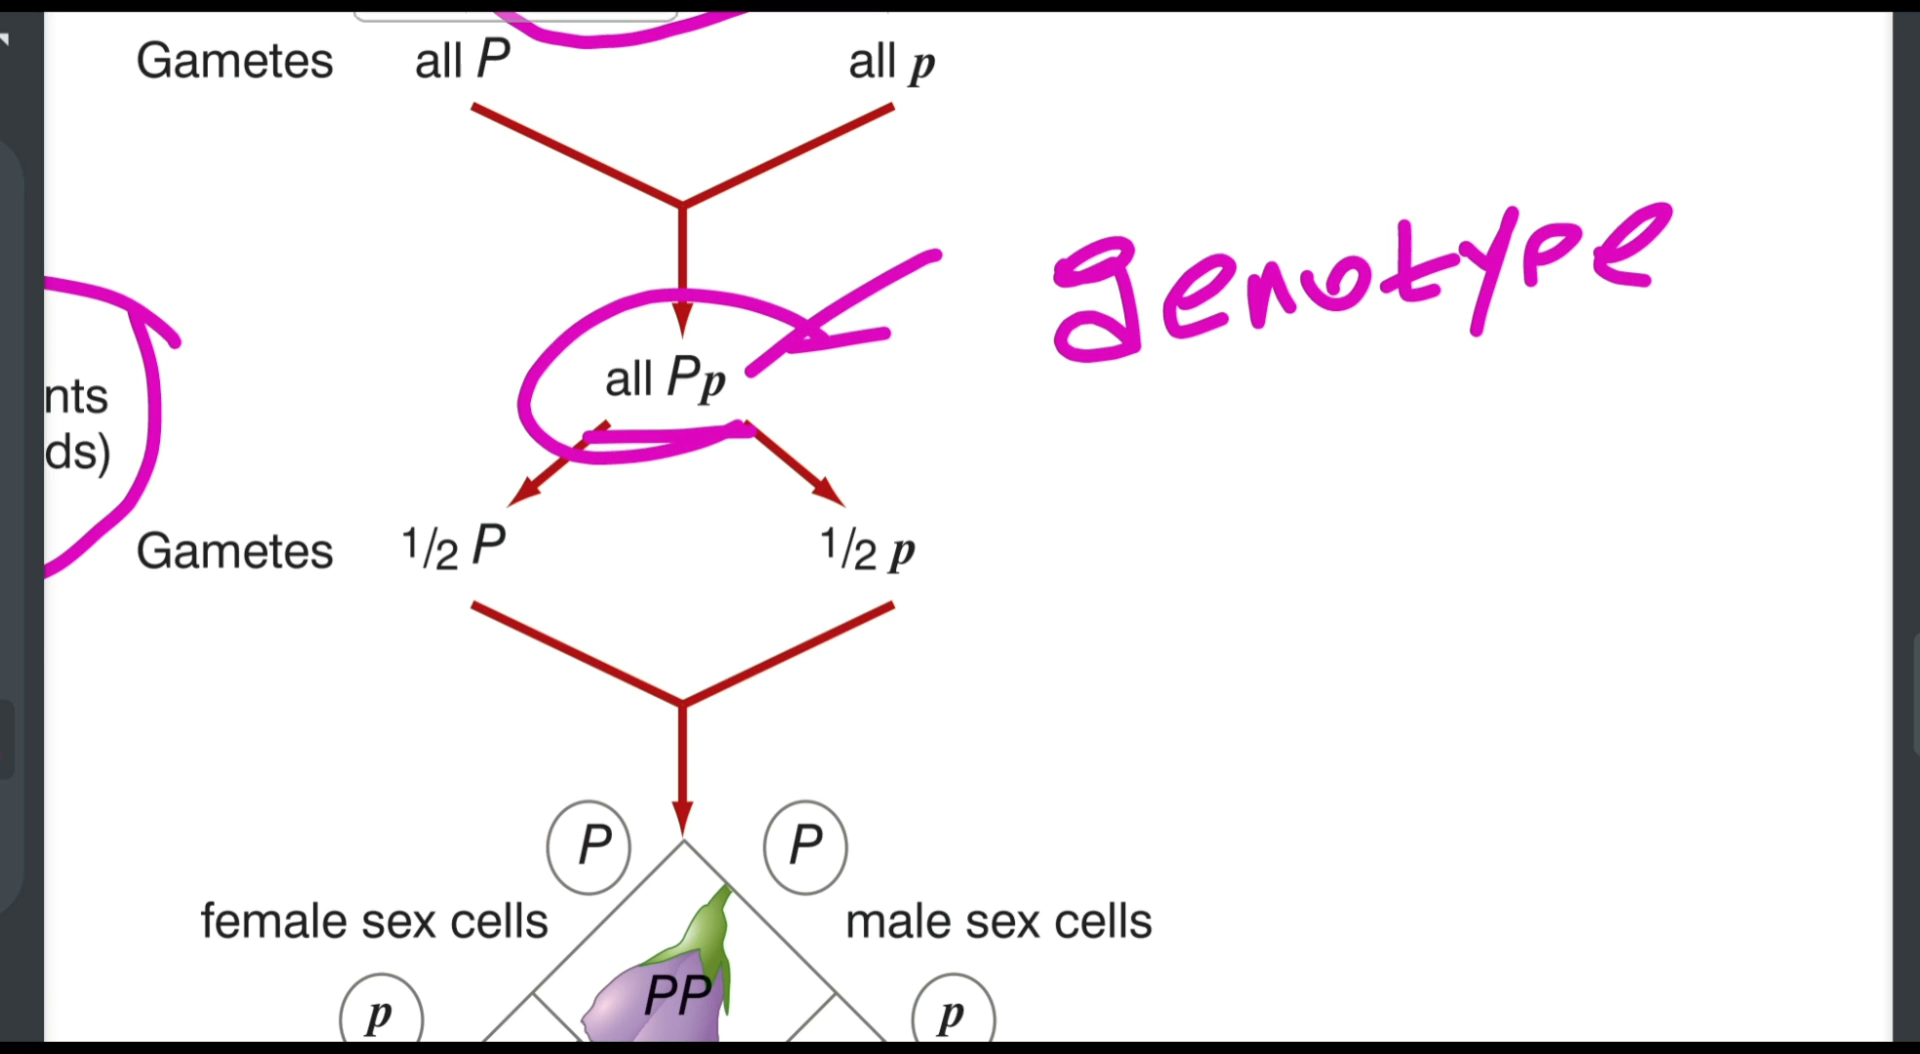 Gametes all P all p
genotype
all Pp
nts
ds)
Gametes 1/2 P 1/2 p
P P
female sex cells male sex cells
PP
p p